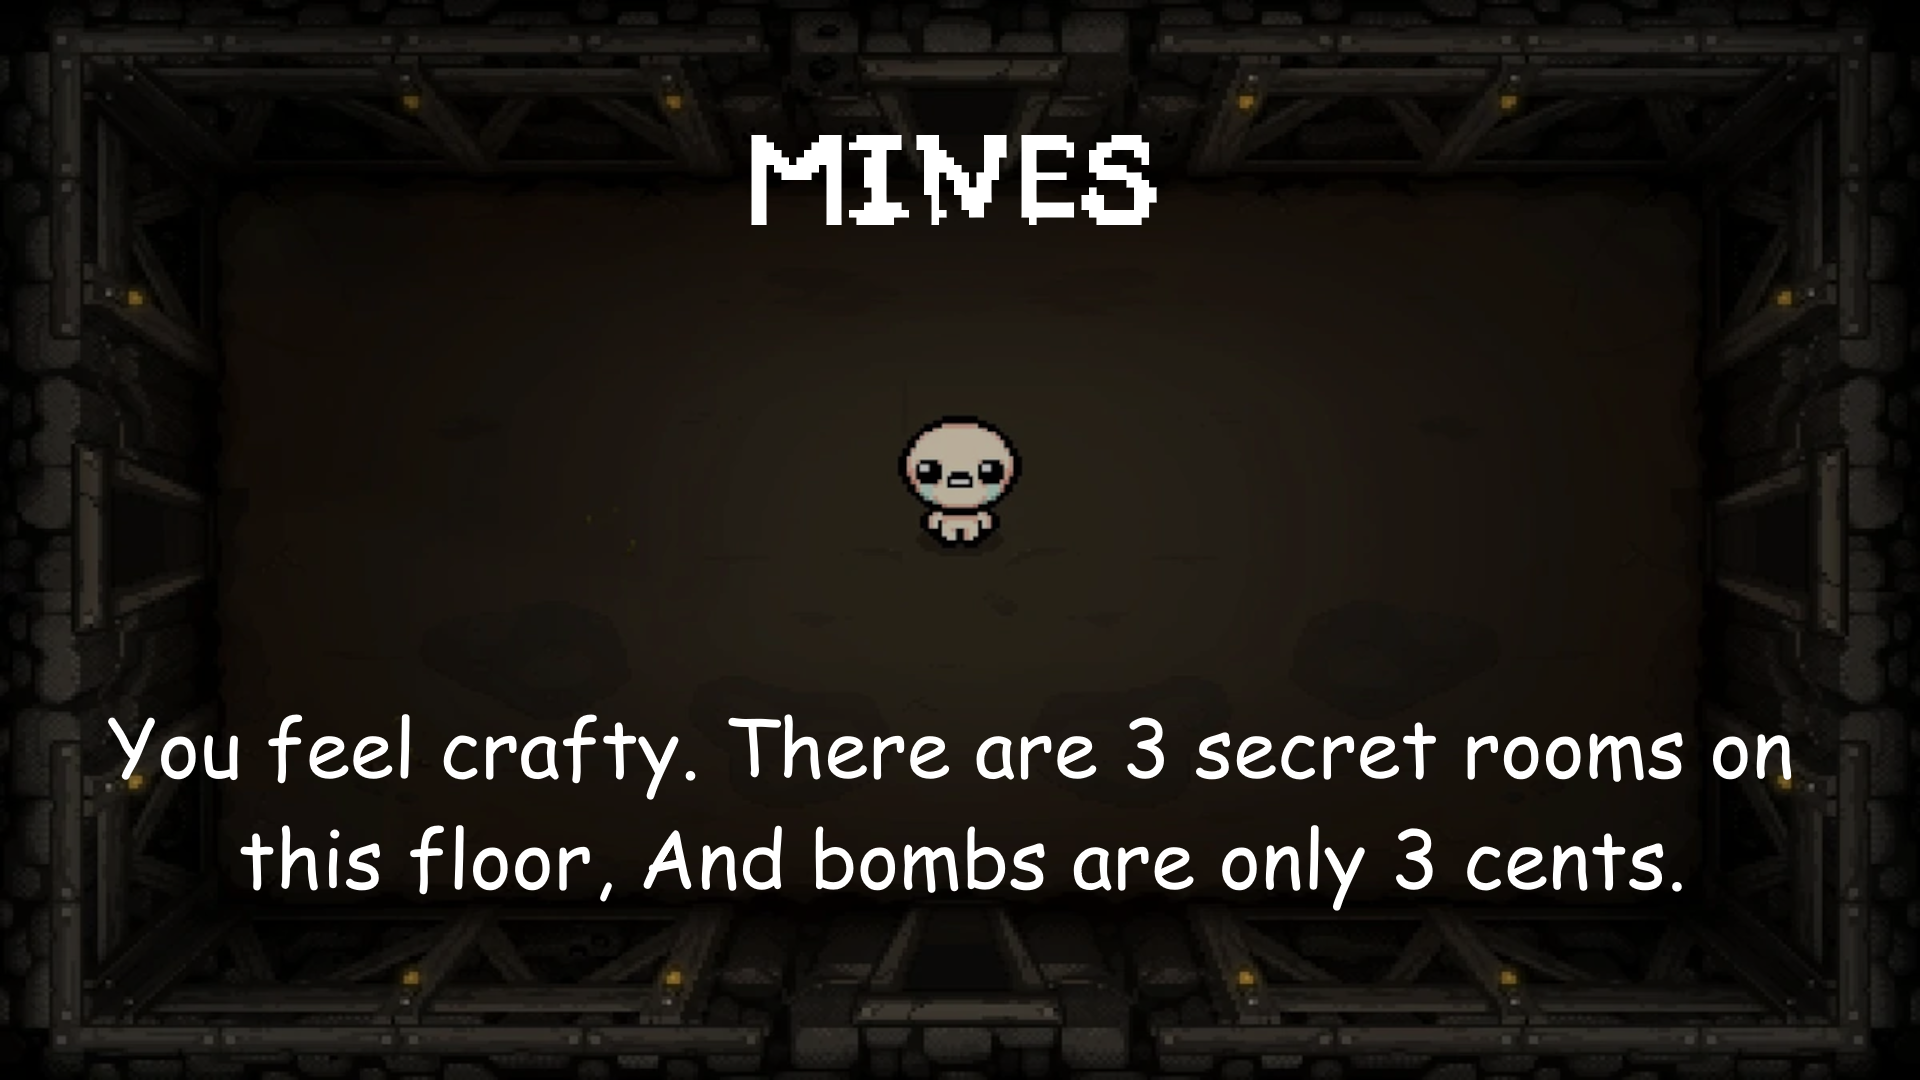 MINES
You feel crafty. There are 3 secret rooms on
this floor, And bombs are only 3 cents.